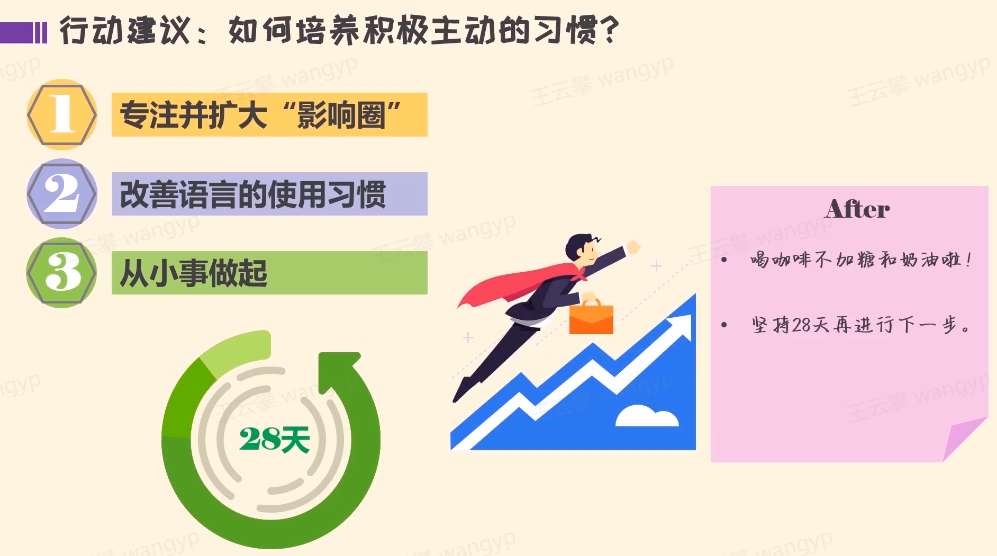 行动建议：如何培养积极主动的习惯？
1
专注并扩大“影响圈”
2
改善语言的使用习惯
3
从小事做起
28天
After
• 喝咖啡不加糖和奶油啦！
• 坚持28天再进行下一步。
王云攀 wangyp